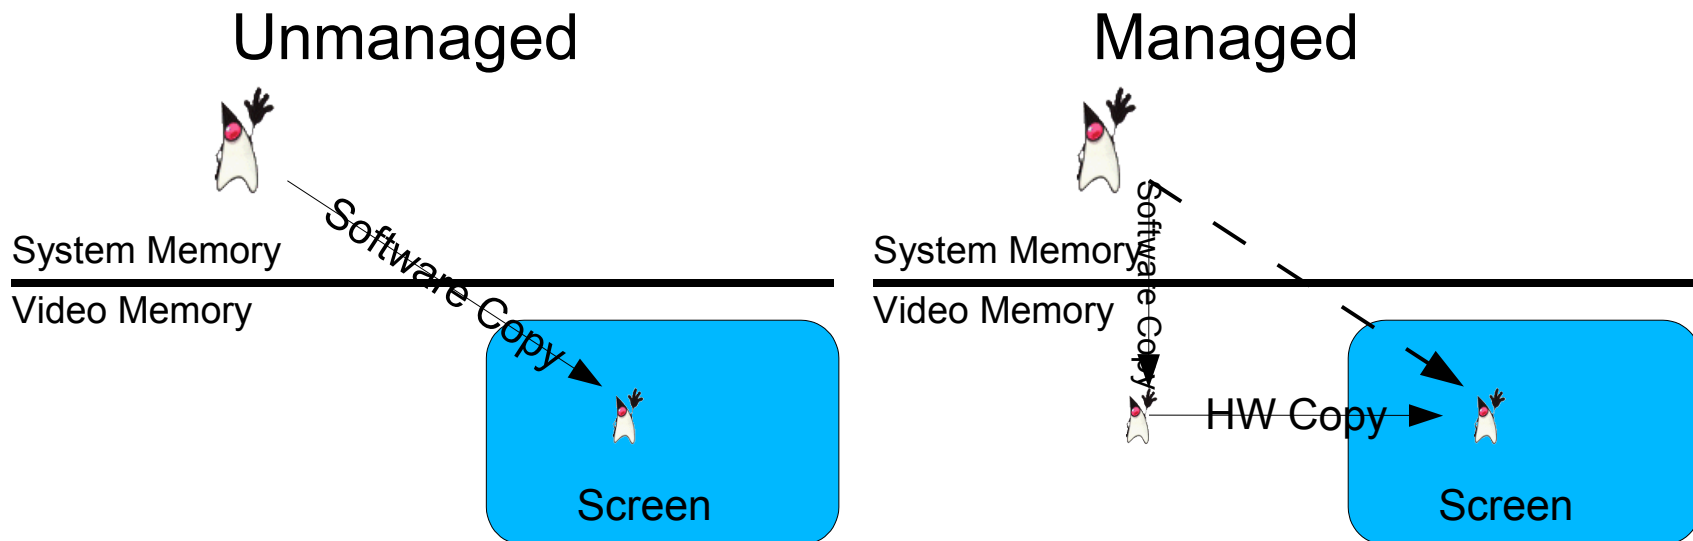 Unmanaged
Software Copy
System Memory
Video Memory
Screen
Managed
Software Copy
System Memory
Video Memory
HW Copy
Screen